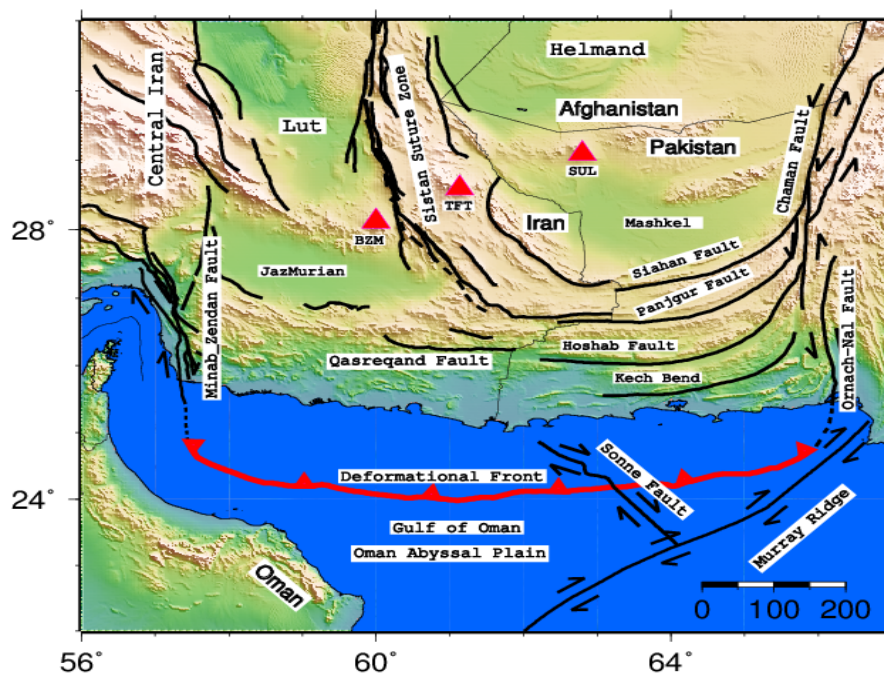 Helmand
Central Iran
Lut
Sistan Suture Zone
Afghanistan
Pakistan
Chaman Fault
SUL
TFT
BZM
Iran
Mashkel
28°
JazMurian
Siahan Fault
Panjgur Fault
Minab_Zendan Fault
Ornach-Nal Fault
Qasreqand Fault
Hoshab Fault
Kech Bend
Sonne Fault
Deformational Front
24°
Gulf of Oman
Oman Abyssal Plain
Murray Ridge
Oman
0 100 200
56° 60° 64°